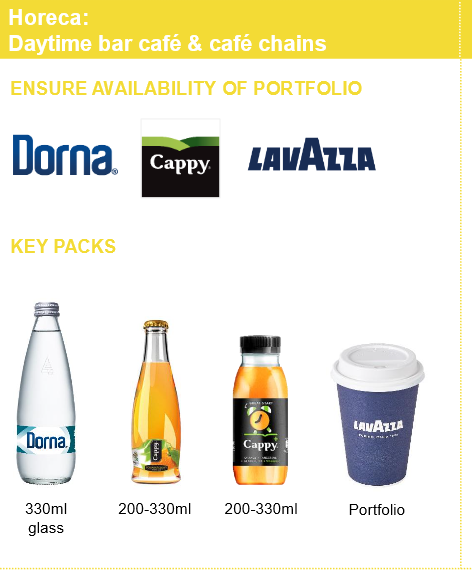 Horeca:
Daytime bar café & café chains
ENSURE AVAILABILITY OF PORTFOLIO
Dorna®
Cappy
LAVAZZA
KEY PACKS
Dorna
Cappy
Cappy
LAVAZZA
330ml
glass
200-330ml
200-330ml
Portfolio